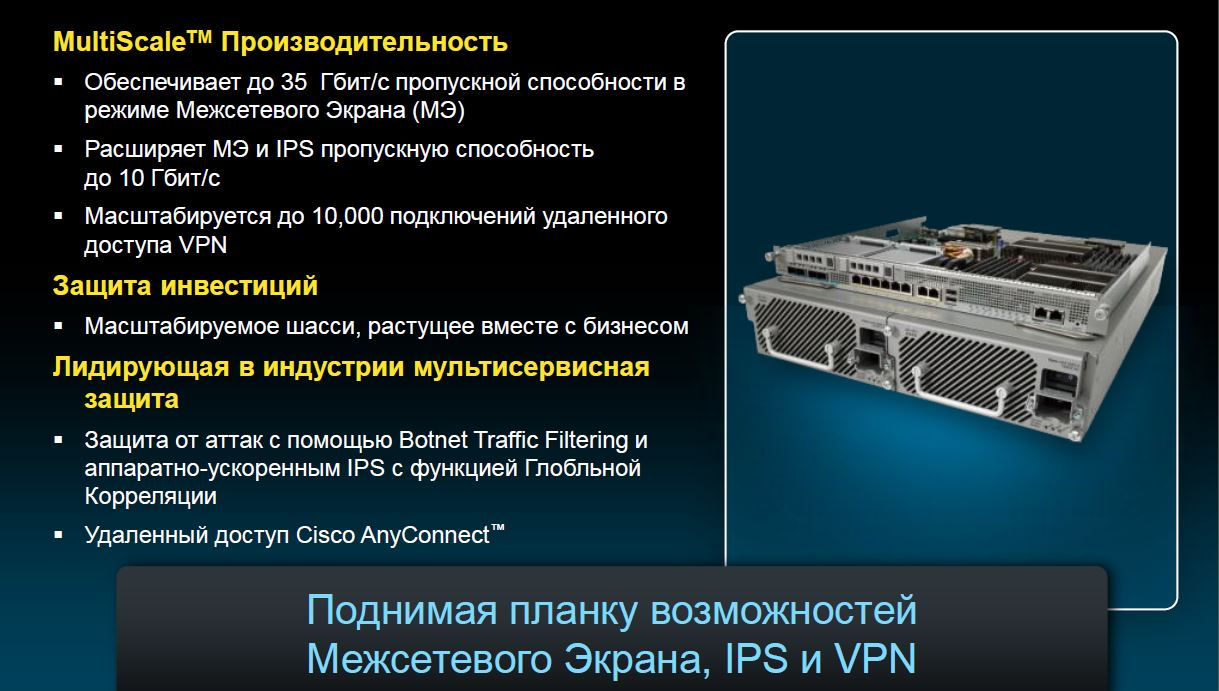 MultiScale™ Производительность
▪ Обеспечивает до 35 Гбит/с пропускной способности в
режиме Межсетевого Экрана (МЭ)
▪ Расширяет МЭ и IPS пропускную способность
до 10 Гбит/с
▪ Масштабируется до 10,000 подключений удаленного
доступа VPN
Защита инвестиций
▪ Масштабируемое шасси, растущее вместе с бизнесом
Лидирующая в индустрии мультисервисная
защита
▪ Защита от аттак с помощью Botnet Traffic Filtering и
аппаратно-ускоренным IPS с функцией Глобльной
Корреляции
▪ Удаленный доступ Cisco AnyConnect™
Поднимая планку возможностей
Межсетевого Экрана, IPS и VPN